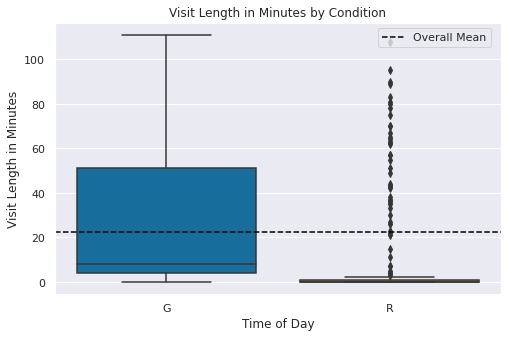 Visit Length in Minutes by Condition
Overall Mean
Visit Length in Minutes
100
80
60
40
20
0
G
R
Time of Day